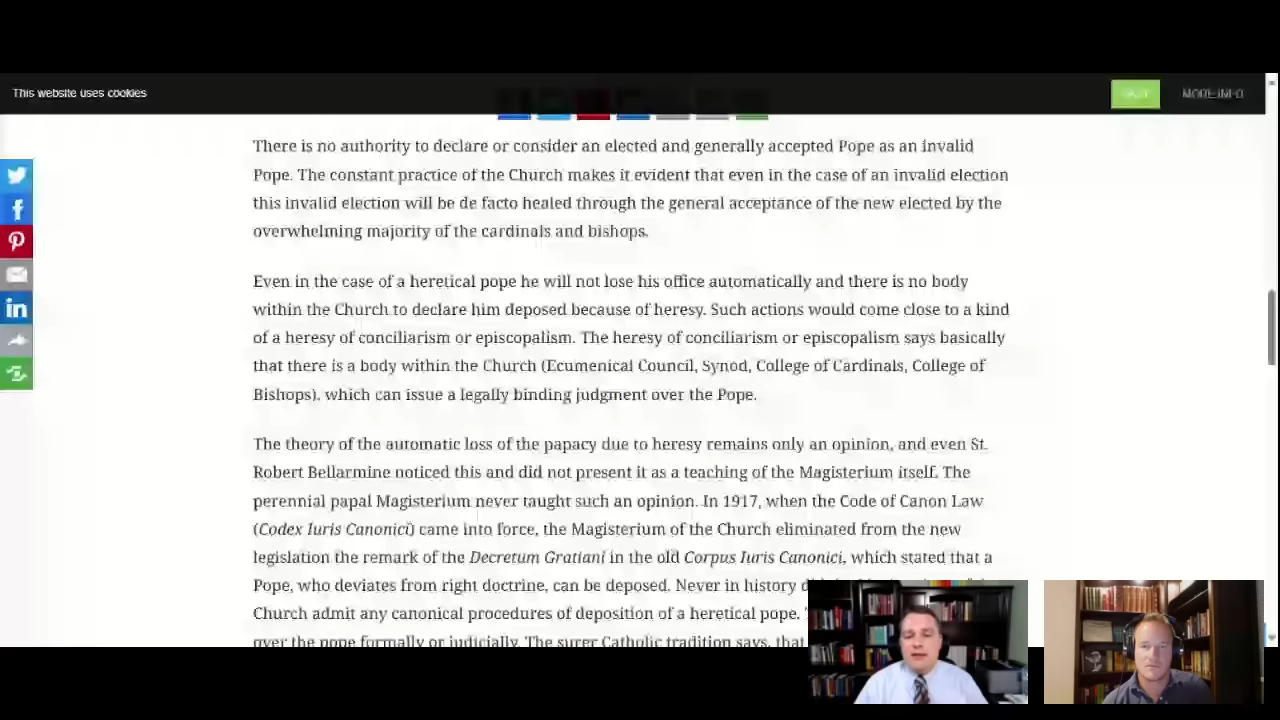 This website uses cookies
MORE INFO
There is no authority to declare or consider an elected and generally accepted Pope as an invalid
Pope. The constant practice of the Church makes it evident that even in the case of an invalid election
this invalid election will be de facto healed through the general acceptance of the new elected by the
overwhelming majority of the cardinals and bishops.
Even in the case of a heretical pope he will not lose his office automatically and there is no body
within the Church to declare him deposed because of heresy. Such actions would come close to a kind
of a heresy of conciliarism or episcopalism. The heresy of conciliarism or episcopalism says basically
that there is a body within the Church (Ecumenical Council, Synod, College of Cardinals, College of
Bishops), which can issue a legally binding judgment over the Pope.
The theory of the automatic loss of the papacy due to heresy remains only an opinion, and even St.
Robert Bellarmine noticed this and did not present it as a teaching of the Magisterium itself. The
perennial papal Magisterium never taught such an opinion. In 1917, when the Code of Canon Law
(Codex Iuris Canonici) came into force, the Magisterium of the Church eliminated from the new
legislation the remark of the Decretum Gratiani in the old Corpus Iuris Canonici, which stated that a
Pope, who deviates from right doctrine, can be deposed. Never in history
Church admit any canonical procedures of deposition of a heretical pope.
over the pope formally or judicially. The surer Catholic tradition says, that